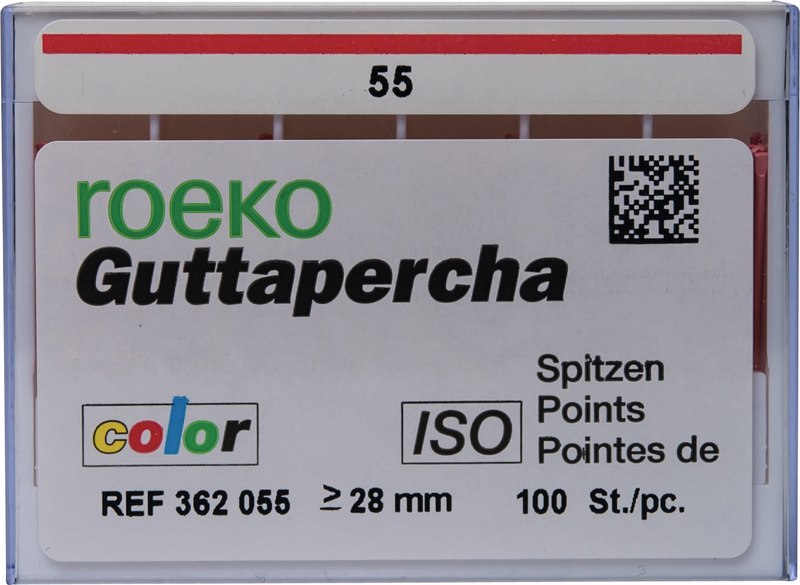 55
roeko
Guttapercha
Spitzen
color ISO Points
Pointes de
REF 362 055 ≥ 28 mm 100 St./pc.